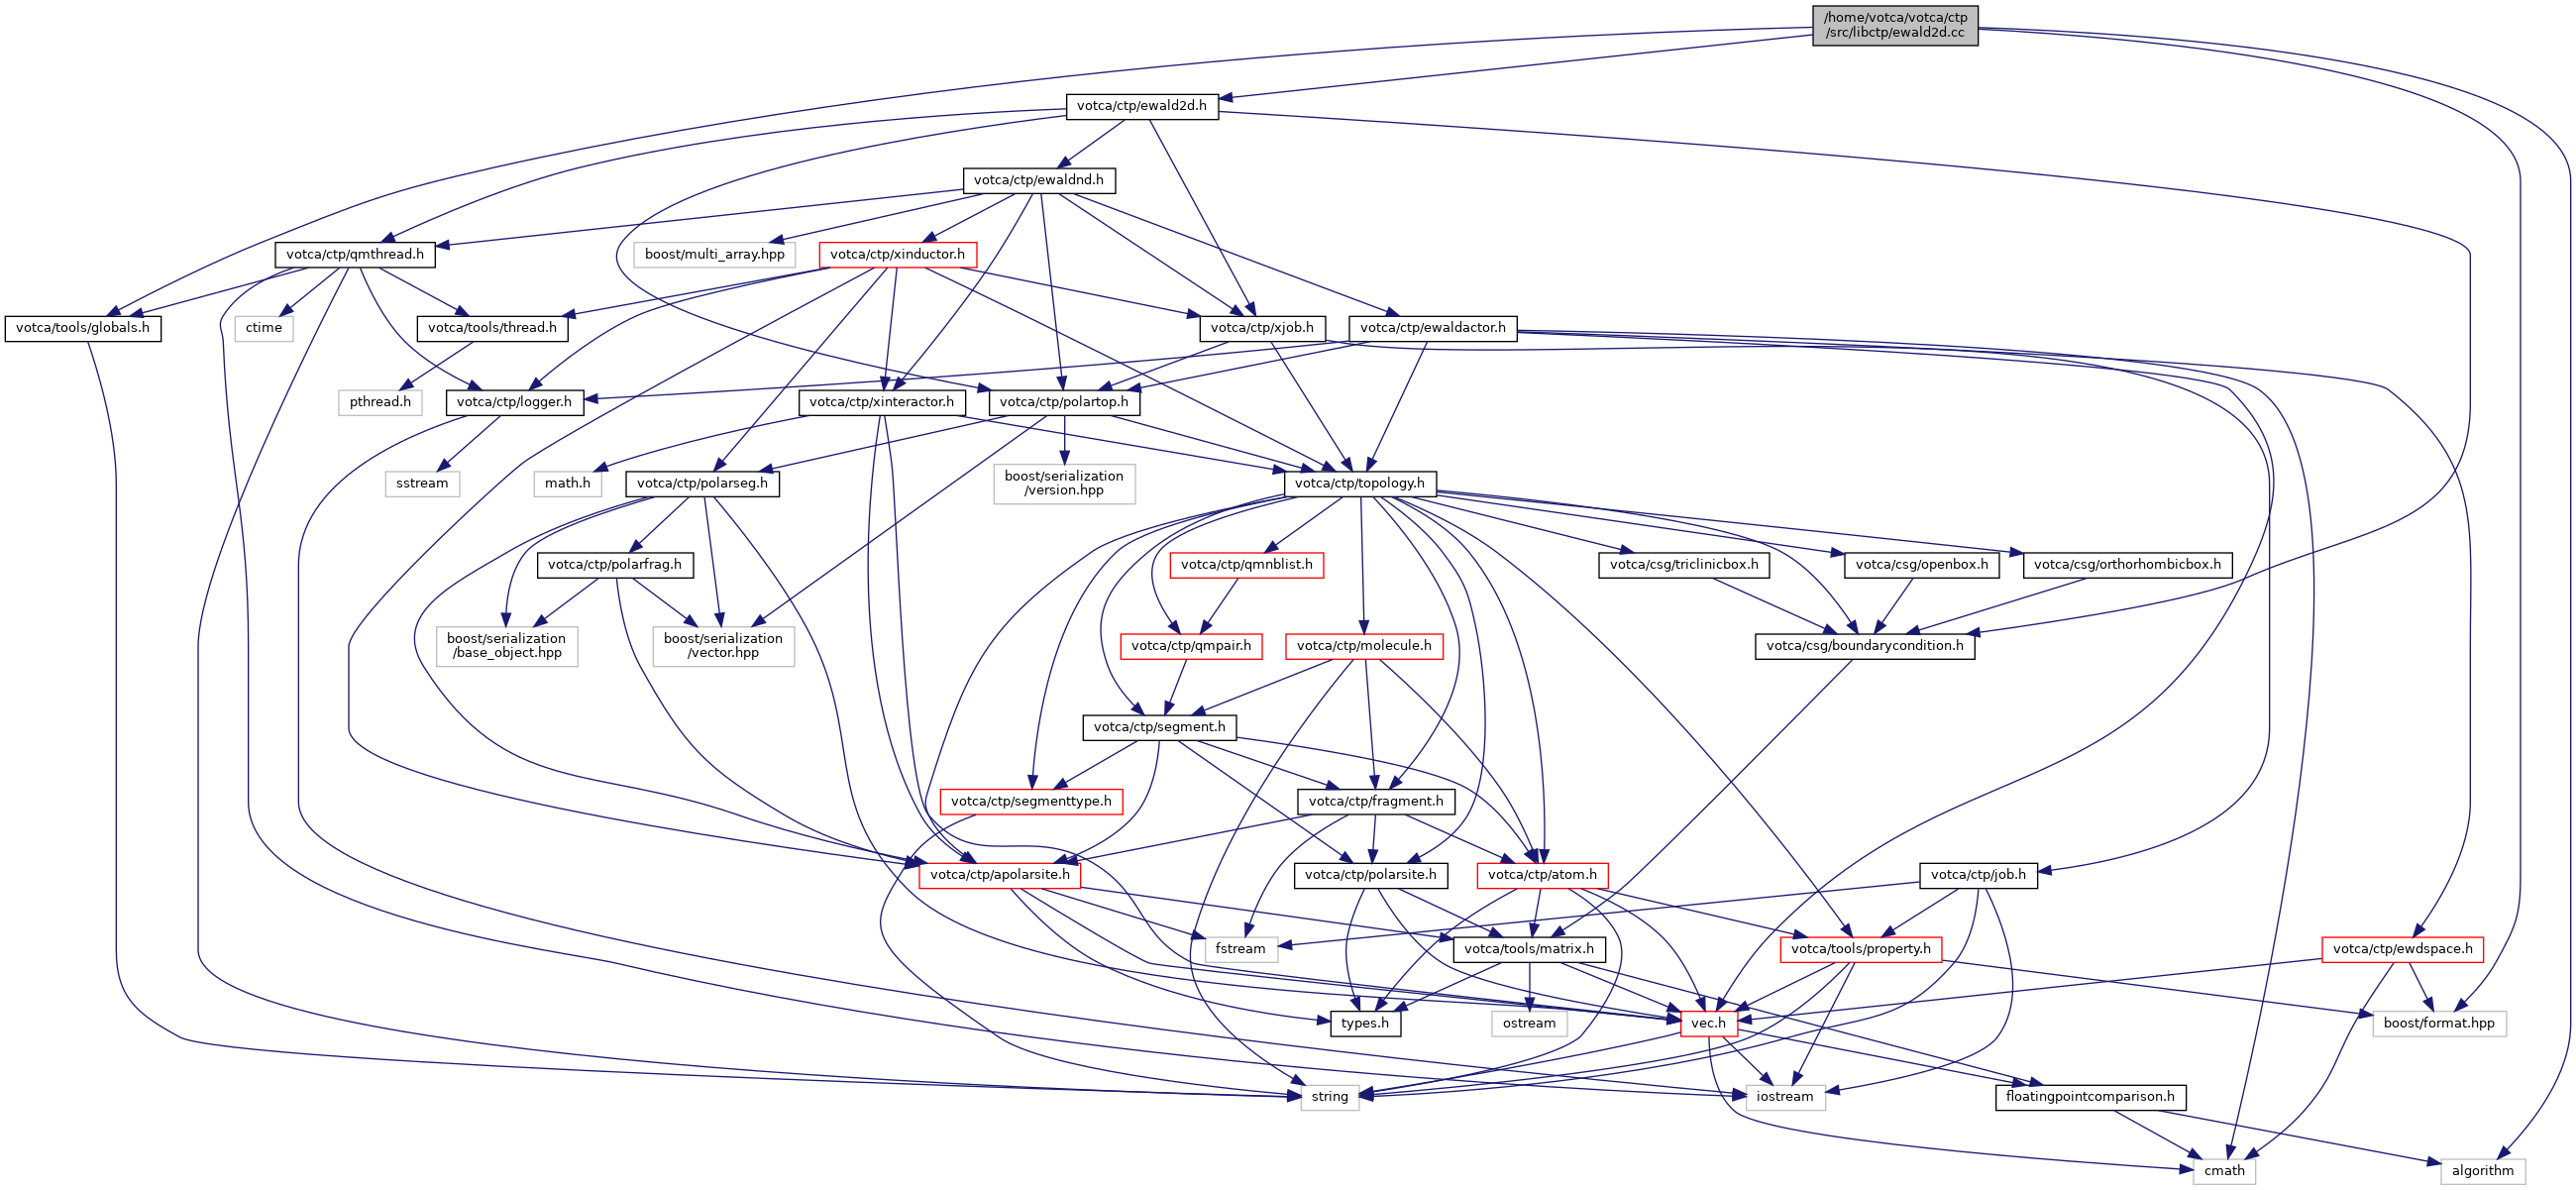 /home/votca/votca/ctp
/src/libctp/ewald2d.cc
votca/ctp/ewald2d.h
votca/ctp/ewaldnd.h
votca/ctp/qmthread.h
boost/multi_array.hpp
votca/ctp/xinductor.h
votca/tools/globals.h
ctime
votca/tools/thread.h
votca/ctp/xjob.h
votca/ctp/ewaldactor.h
pthread.h
votca/ctp/logger.h
votca/ctp/xinteractor.h
votca/ctp/polartop.h
sstream
math.h
votca/ctp/polarseg.h
boost/serialization
/version.hpp
votca/ctp/topology.h
votca/ctp/polarfrag.h
votca/ctp/qmnblist.h
votca/csg/triclinicbox.h
votca/csg/openbox.h
votca/csg/orthorhombicbox.h
boost/serialization
/base_object.hpp
boost/serialization
/vector.hpp
votca/ctp/qmpair.h
votca/ctp/molecule.h
votca/csg/boundarycondition.h
votca/ctp/segment.h
votca/ctp/segmenttype.h
votca/ctp/fragment.h
votca/ctp/apolarsite.h
votca/ctp/polarsite.h
votca/ctp/atom.h
votca/ctp/job.h
fstream
votca/tools/matrix.h
votca/tools/property.h
votca/ctp/ewdspace.h
types.h
ostream
vec.h
boost/format.hpp
string
iostream
floatingpointcomparison.h
cmath
algorithm